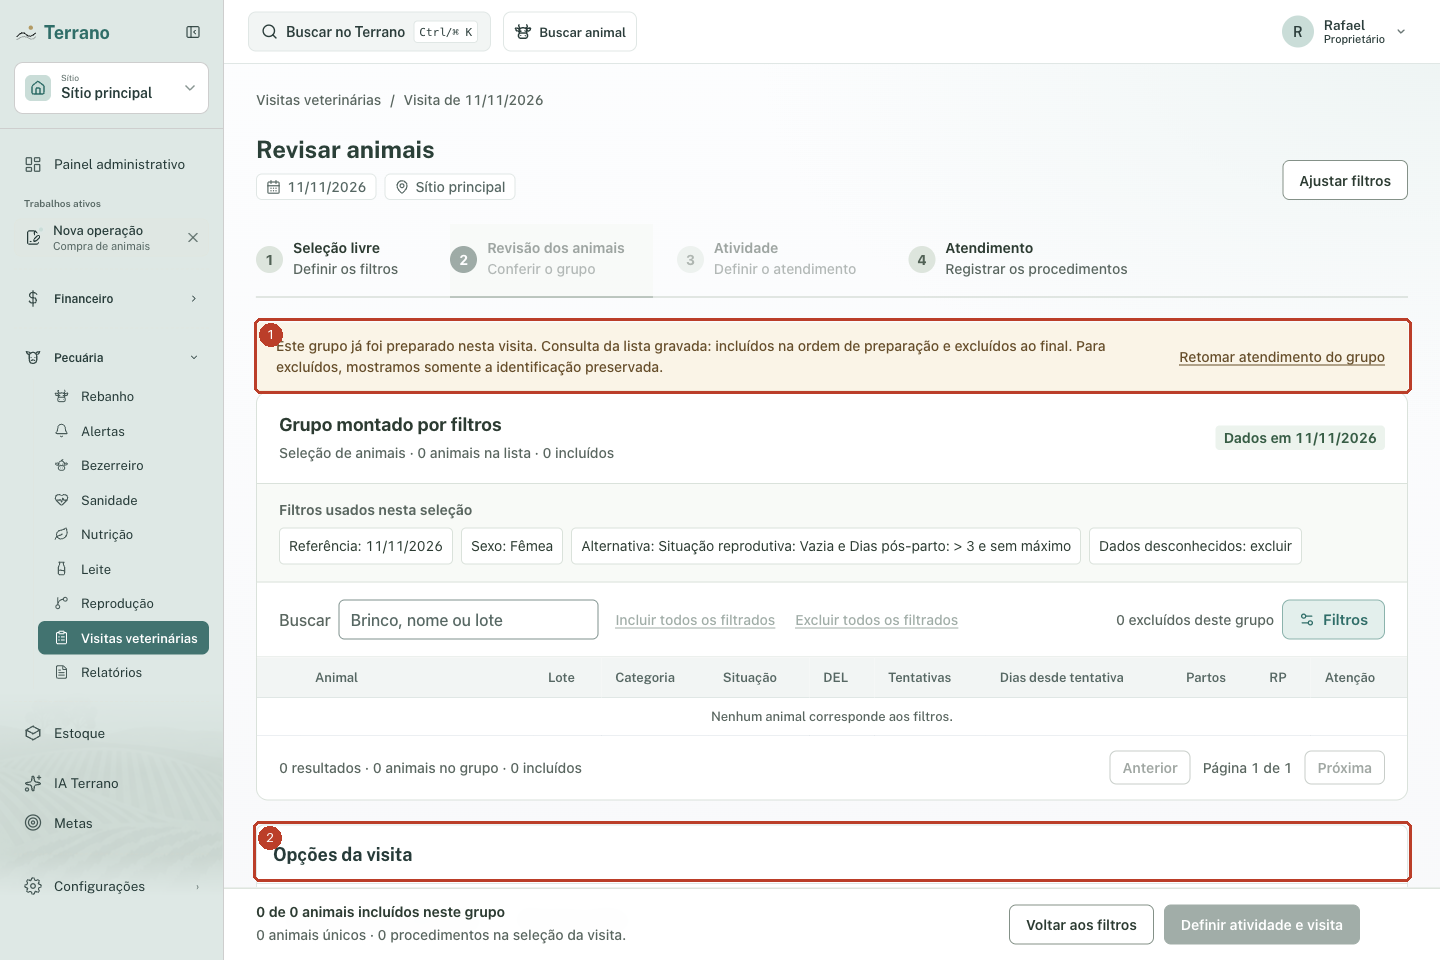 Terrano
Sítio
Sítio principal
Painel administrativo
Trabalhos ativos
Nova operação
Compra de animais
Financeiro
Pecuária
Rebanho
Alertas
Bezerreiro
Sanidade
Nutrição
Leite
Reprodução
Visitas veterinárias
Relatórios
Estoque
IA Terrano
Metas
Configurações
Buscar no Terrano Ctrl/⌘ K
Buscar animal
R
Rafael
Proprietário
Visitas veterinárias / Visita de 11/11/2026
Revisar animais
11/11/2026
Sítio principal
Ajustar filtros
1 Seleção livre
Definir os filtros
2 Revisão dos animais
Conferir o grupo
3 Atividade
Definir o atendimento
4 Atendimento
Registrar os procedimentos
1
Este grupo já foi preparado nesta visita. Consulta da lista gravada: incluídos na ordem de preparação e excluídos ao final. Para
excluídos, mostramos somente a identificação preservada.
Retomar atendimento do grupo
Grupo montado por filtros
Seleção de animais · 0 animais na lista · 0 incluídos
Dados em 11/11/2026
Filtros usados nesta seleção
Referência: 11/11/2026
Sexo: Fêmea
Alternativa: Situação reprodutiva: Vazia e Dias pós-parto: > 3 e sem máximo
Dados desconhecidos: excluir
Buscar Brinco, nome ou lote
Incluir todos os filtrados
Excluir todos os filtrados
0 excluídos deste grupo
Filtros
Animal Lote Categoria Situação DEL Tentativas Dias desde tentativa Partos RP Atenção
Nenhum animal corresponde aos filtros.
0 resultados · 0 animais no grupo · 0 incluídos
Anterior Página 1 de 1 Próxima
2
Opções da visita
0 de 0 animais incluídos neste grupo
0 animais únicos · 0 procedimentos na seleção da visita.
Voltar aos filtros
Definir atividade e visita